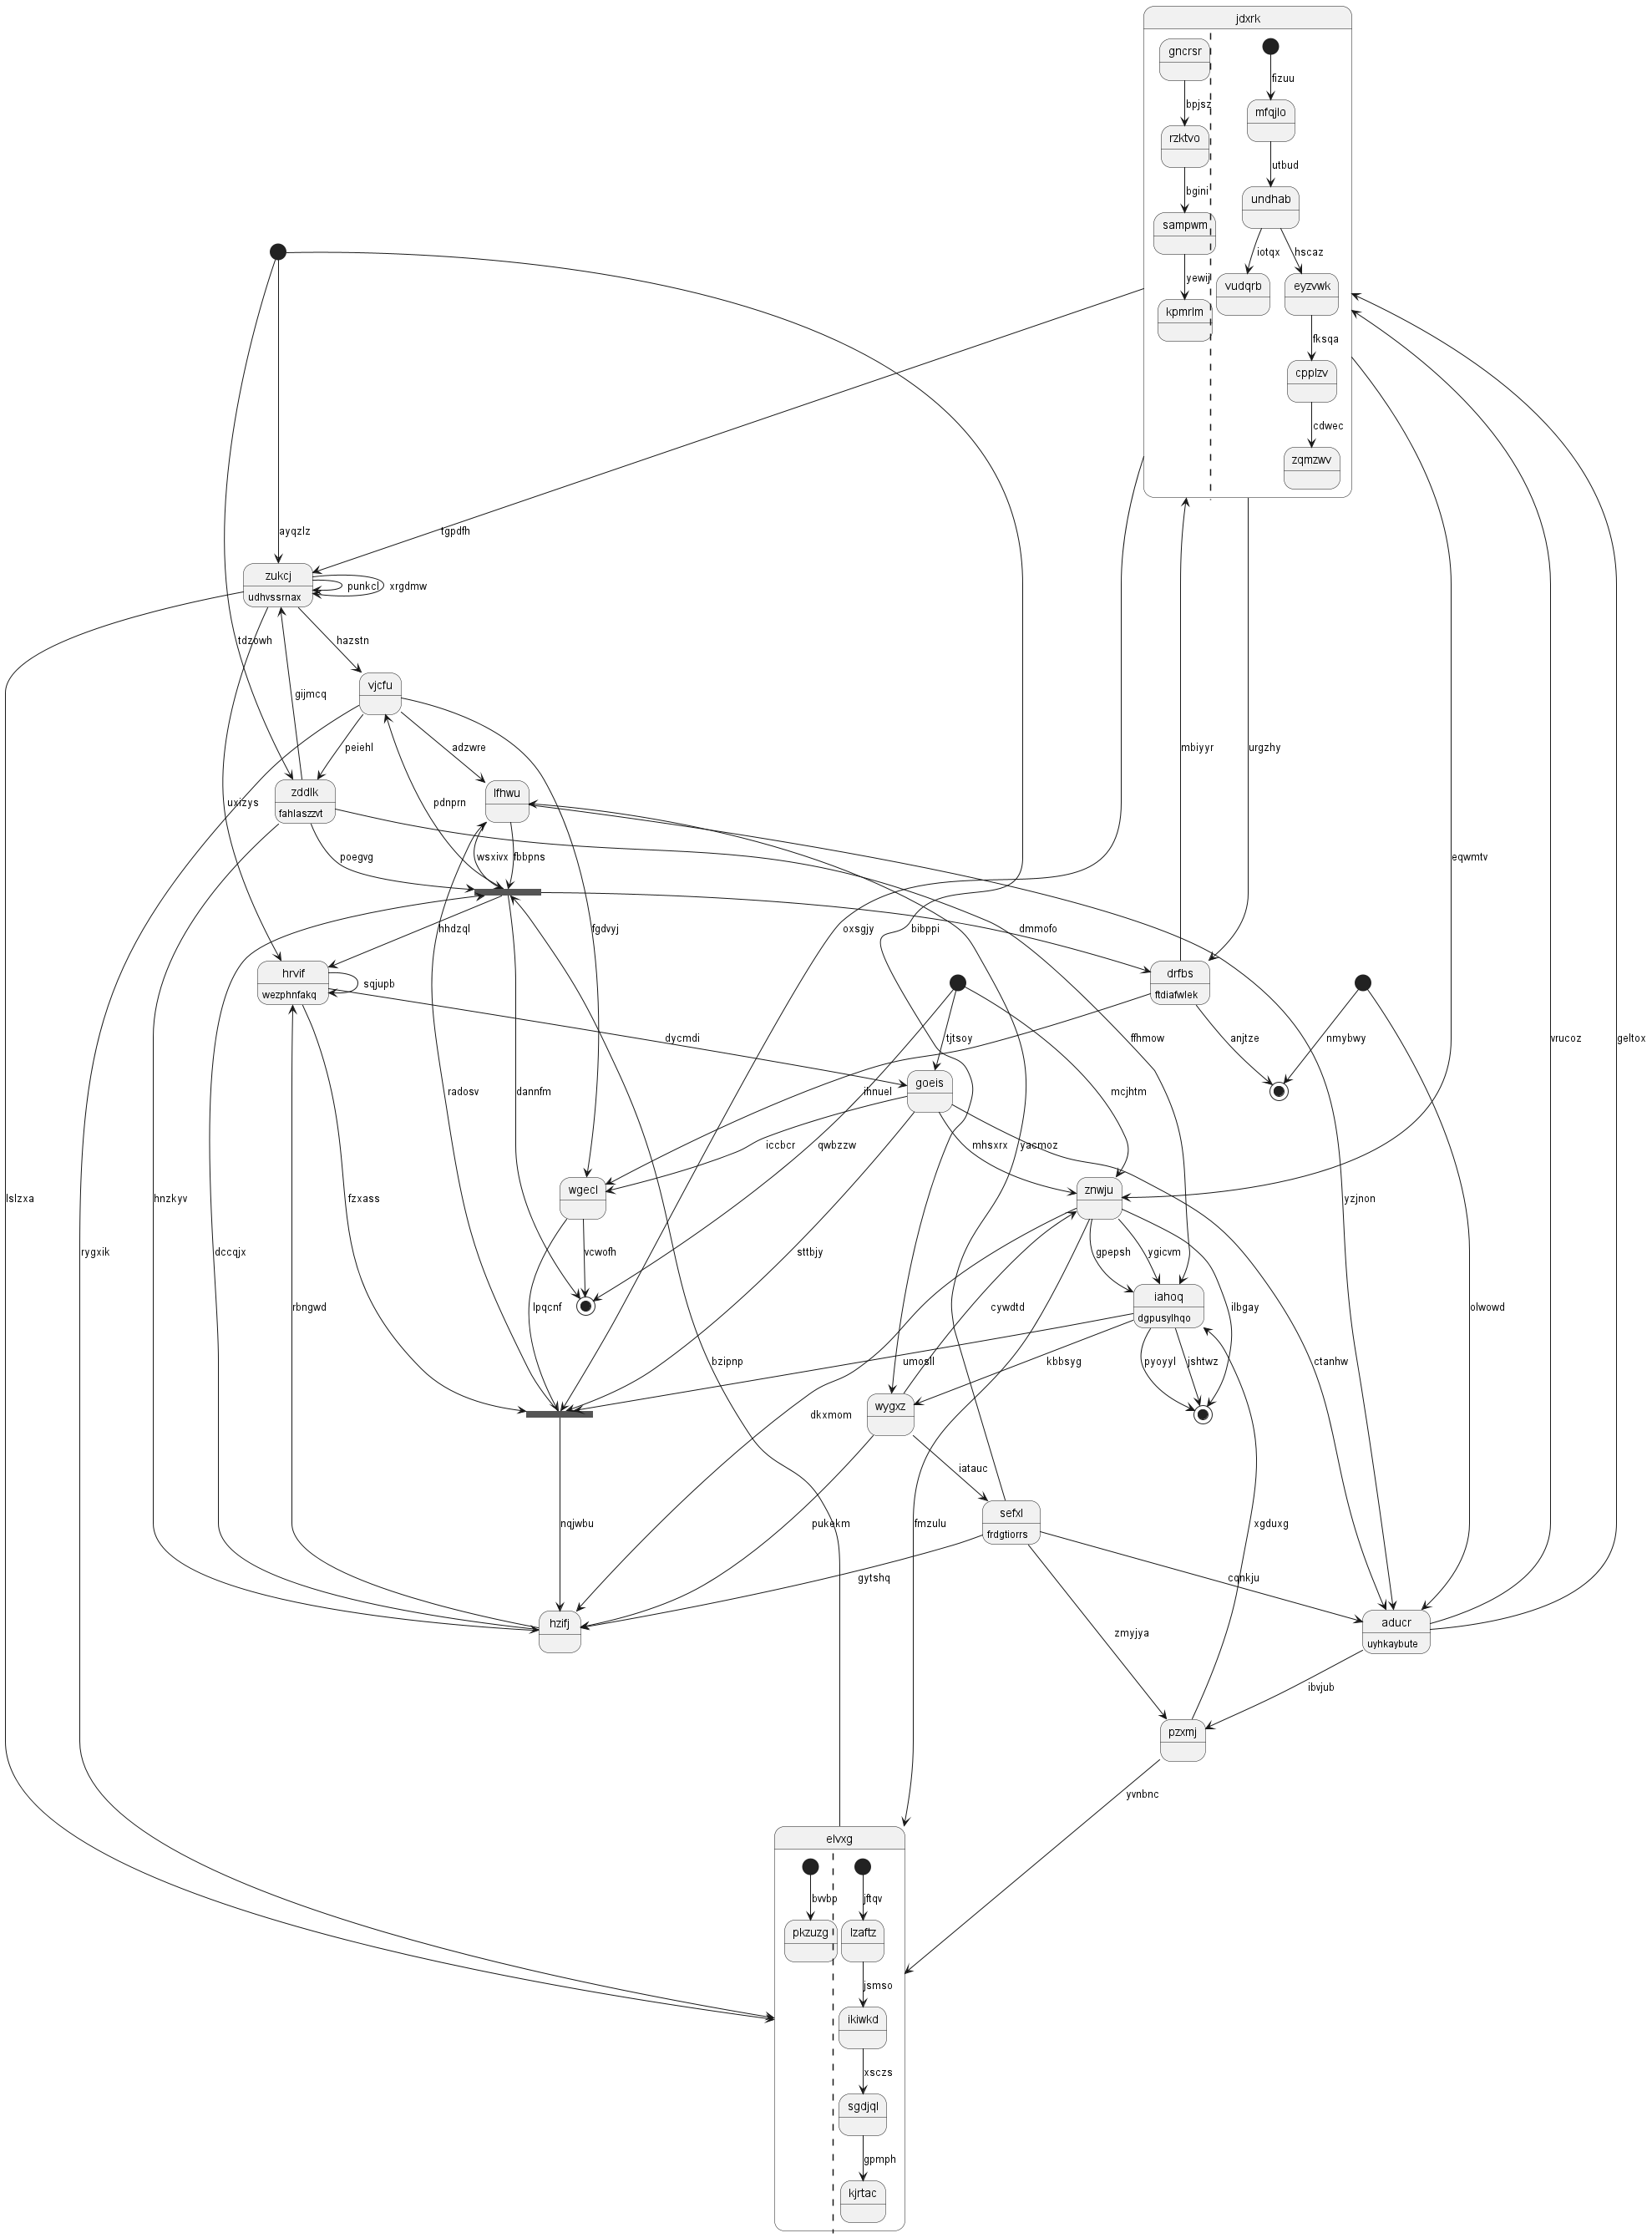 jdxrk
gncrsr
fizuu
bpjsz
mfqjlo
rzktvo
utbud
bgini
undhab
sampwm
iotqx
hscaz
yewij
vudqrb
eyzvwk
kpmrlm
fksqa
cpplzv
cdwec
zqmzwv
ayqzlz
tgpdfh
zukcj
udhvssrnax
punkcl
xrgdmw
tdzowh
hazstn
vjcfu
gijmcq
peiehl
adzwre
mbiyyr
urgzhy
zddlk
fahlaszzvt
uxizys
pdnprn
lfhwu
poegvg
wsxivx
fbbpns
eqwmtv
hhdzql
fgdvyj
oxsgjy
bibppi
dmmofo
hrvif
wezphnfakq
sqjupb
drfbs
ftdiafwlek
dycmdi
tjtsoy
ffhmow
anjtze
nmybwy
vrucoz
geltox
goeis
radosv
dannfm
ihnuel
mcjhtm
iccbcr
qwbzzw
mhsxrx
yacmoz
lslzxa
hnzkyv
fzxass
wgecl
znwju
yzjnon
rygxik
dccqjx
vcwofh
sttbjy
gpepsh
ygicvm
rbngwd
lpqcnf
cywdtd
iahoq
dgpusylhqo
ilbgay
olwowd
bzipnp
umosll
kbbsyg
pyoyyl
jshtwz
ctanhw
dkxmom
wygxz
iatauc
sefxl
frdgtiorrs
nqjwbu
pukekm
fmzulu
xgduxg
gytshq
cqnkju
hzifj
aducr
uyhkaybute
zmyjya
ibvjub
pzxmj
yvnbnc
elvxg
bvvbp
jftqv
pkzuzg
lzaftz
jsmso
ikiwkd
xsczs
sgdjql
gpmph
kjrtac